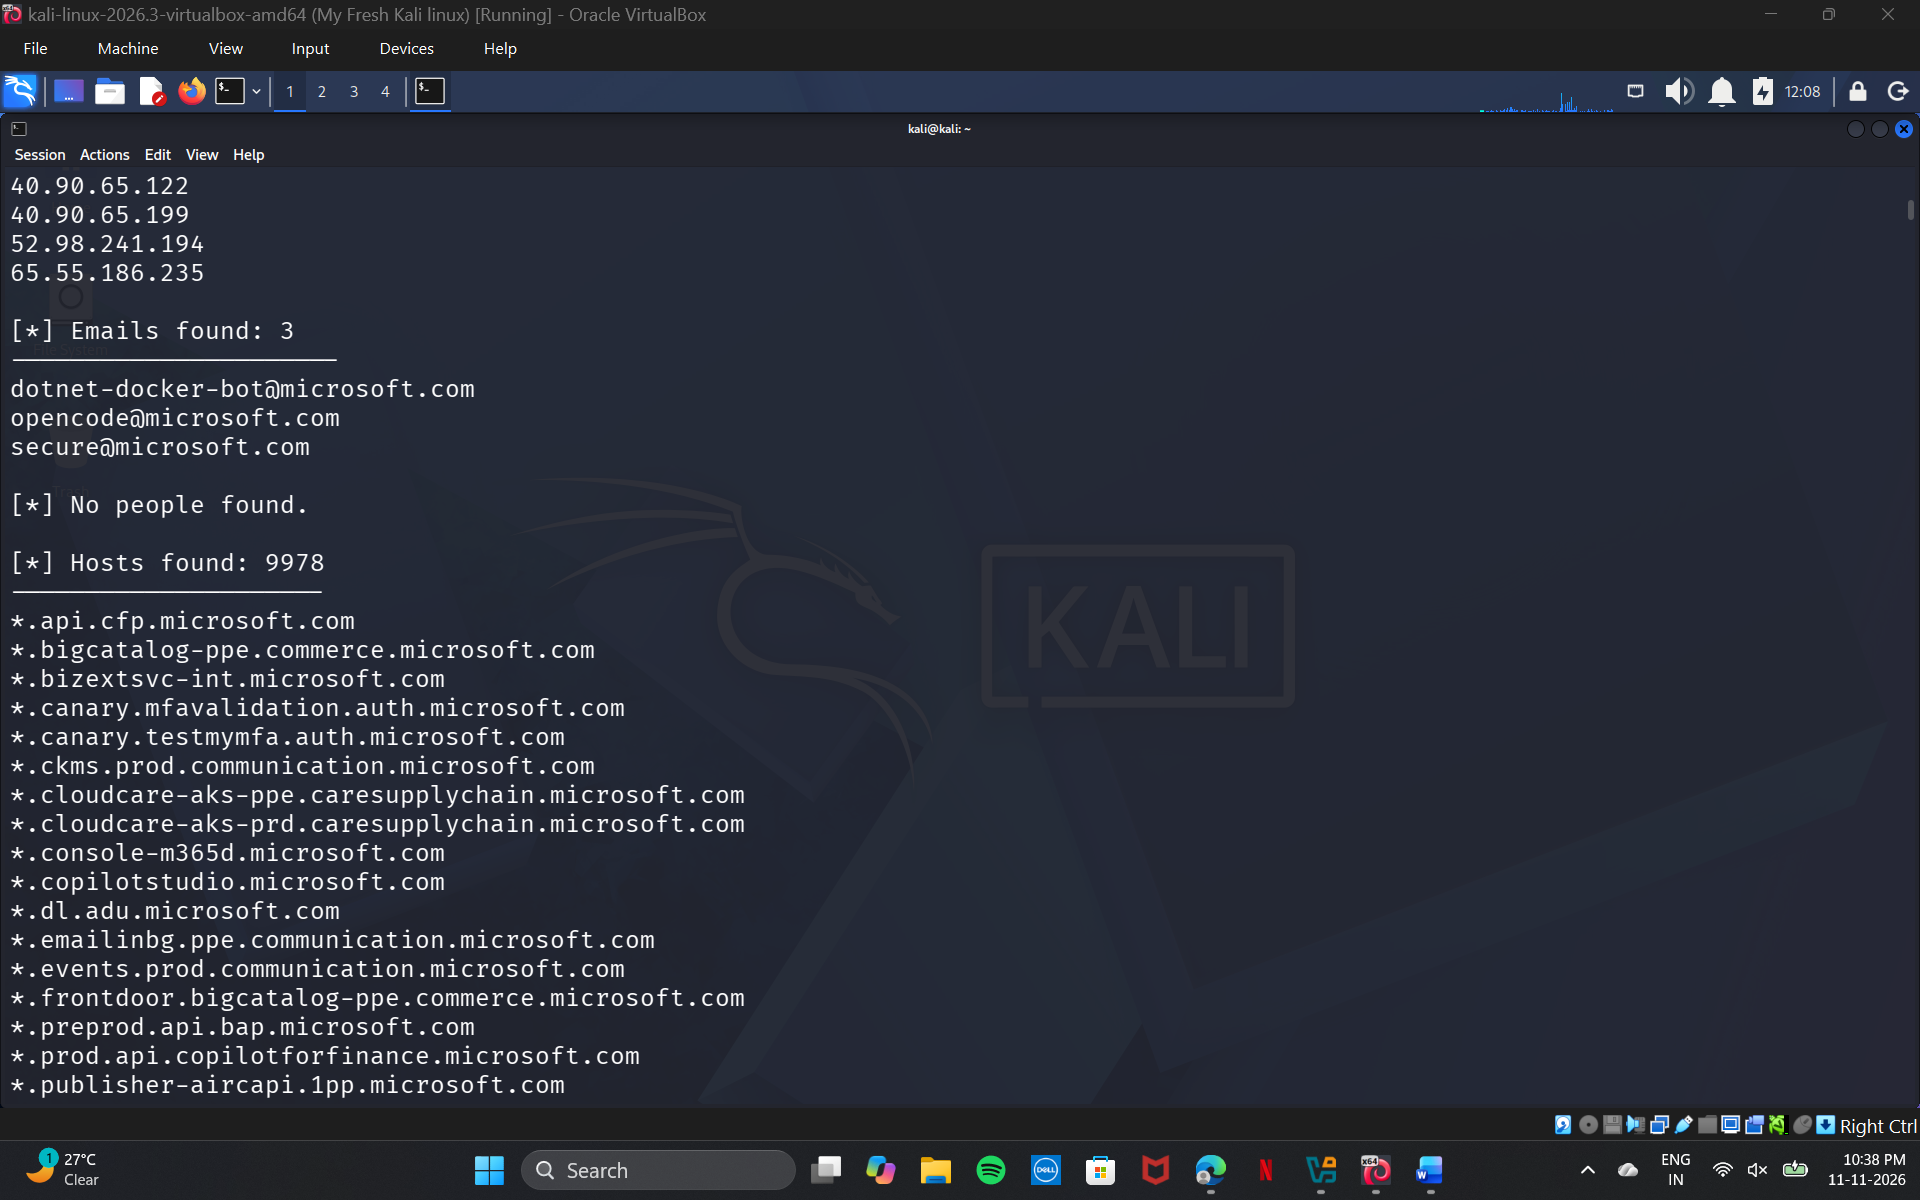 kali-linux-2026.3-virtualbox-amd64 (My Fresh Kali linux) [Running] - Oracle VirtualBox
File Machine View Input Devices Help
1 2 3 4 12:08
kali@kali: ~
Session Actions Edit View Help
40.90.65.122
40.90.65.199
52.98.241.194
65.55.186.235
[*] Emails found: 3
dotnet-docker-bot@microsoft.com
opencode@microsoft.com
secure@microsoft.com
[*] No people found.
[*] Hosts found: 9978
*.api.cfp.microsoft.com
*.bigcatalog-ppe.commerce.microsoft.com
*.bizextsvc-int.microsoft.com
*.canary.mfavalidation.auth.microsoft.com
*.canary.testmymfa.auth.microsoft.com
*.ckms.prod.communication.microsoft.com
*.cloudcare-aks-ppe.caresupplychain.microsoft.com
*.cloudcare-aks-prd.caresupplychain.microsoft.com
*.console-m365d.microsoft.com
*.copilotstudio.microsoft.com
*.dl.adu.microsoft.com
*.emailinbg.ppe.communication.microsoft.com
*.events.prod.communication.microsoft.com
*.frontdoor.bigcatalog-ppe.commerce.microsoft.com
*.preprod.api.bap.microsoft.com
*.prod.api.copilotforfinance.microsoft.com
*.publisher-aircapi.1pp.microsoft.com
KALI
Right Ctrl
1
27°C
Clear
Search
DELL
ENG
IN
10:38 PM
11-11-2026